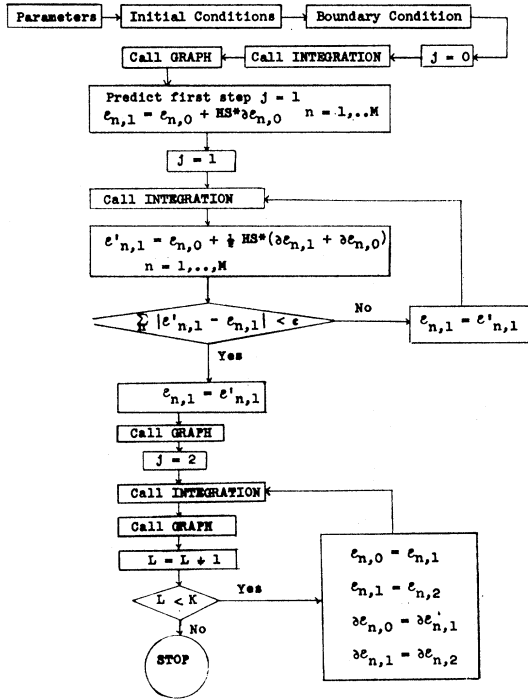 Parameters
Initial Conditions
Boundary Condition
j = 0
Call INTEGRATION
Call GRAPH
Predict first step j = 1
e_{n,1} = e_{n,0} + HS*∂e_{n,0}   n = 1,..M
j = 1
Call INTEGRATION
e'_{n,1} = e_{n,0} + ½ HS*(∂e_{n,1} + ∂e_{n,0})
n = 1,..,M
∑_n |e'_{n,1} - e_{n,1}| < ϵ
No
e_{n,1} = e'_{n,1}
Yes
e_{n,1} = e'_{n,1}
Call GRAPH
j = 2
Call INTEGRATION
Call GRAPH
L = L + 1
L < K
Yes
e_{n,0} = e_{n,1}
e_{n,1} = e_{n,2}
∂e_{n,0} = ∂e_{n,1}
∂e_{n,1} = ∂e_{n,2}
No
STOP